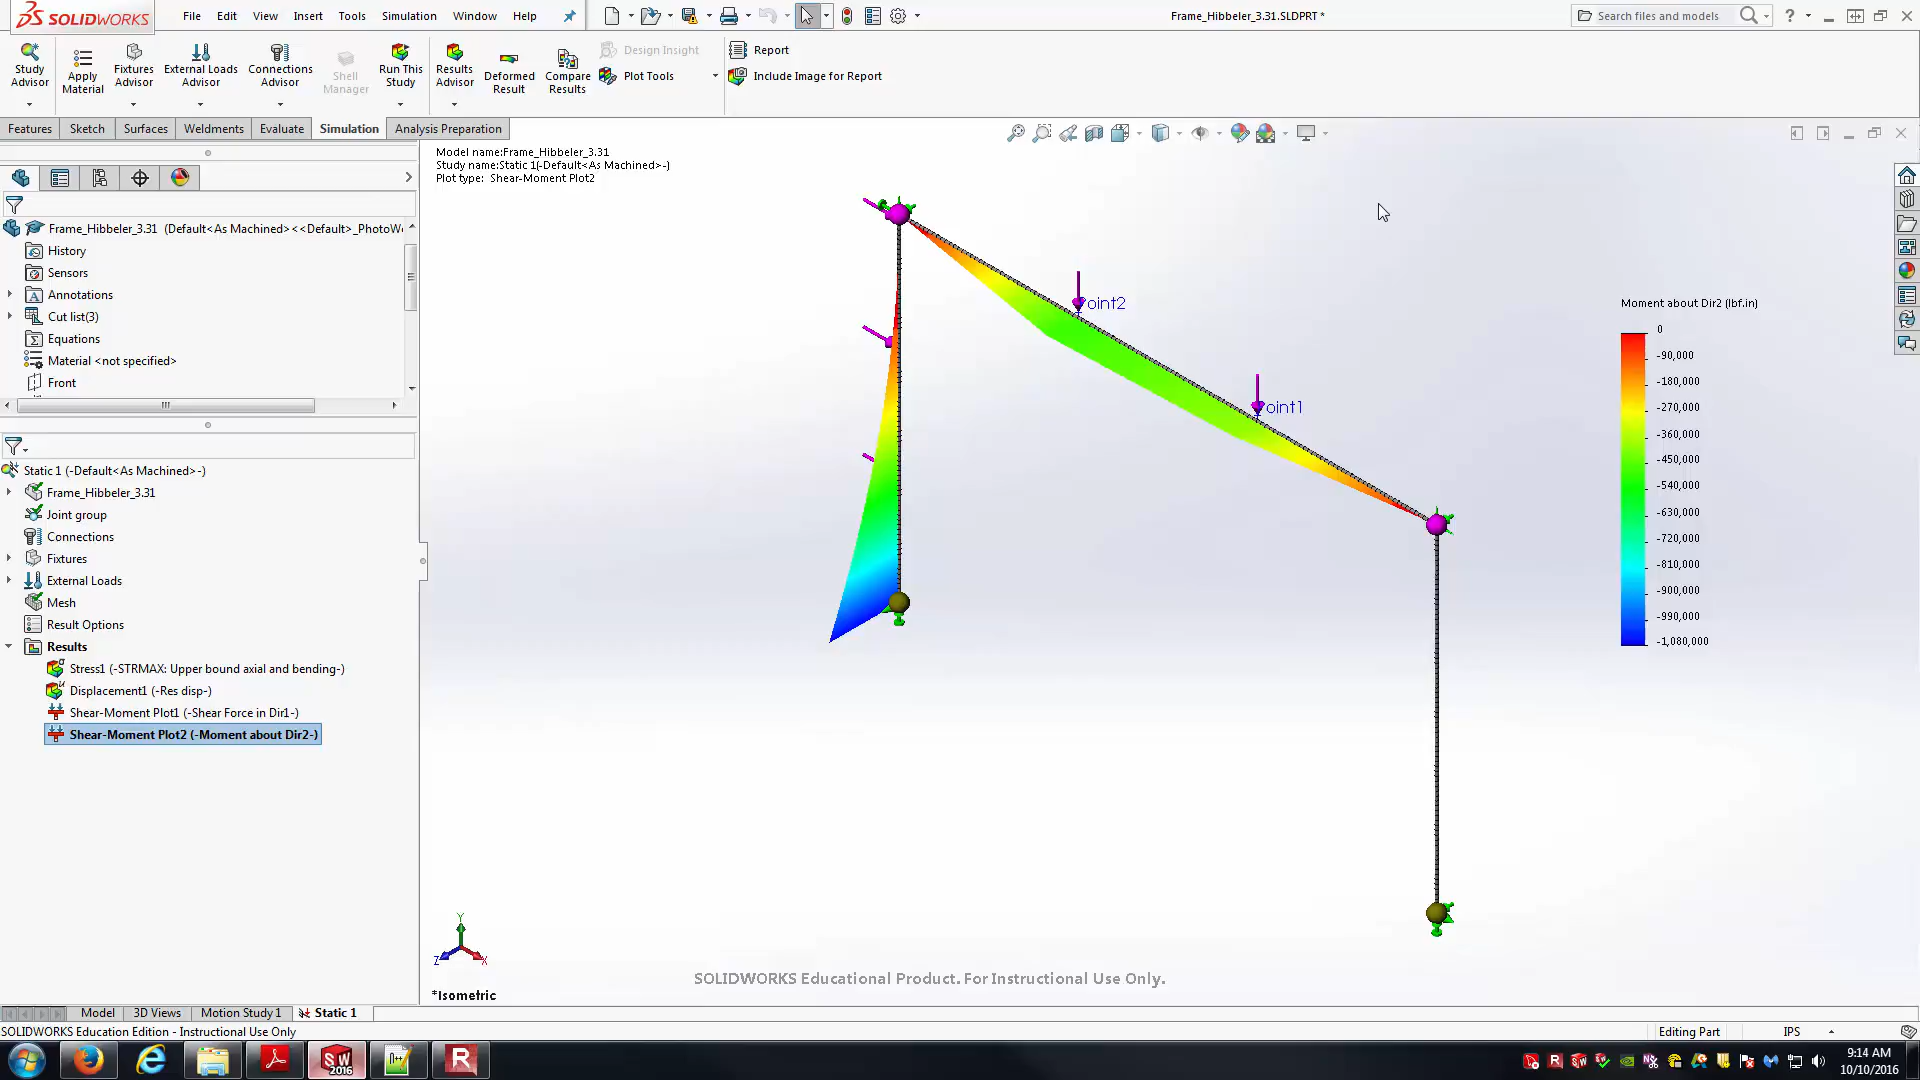 SOLIDWORKS
File Edit View Insert Tools Simulation Window Help
Frame_Hibbeler_3.31.SLDPRT *
Search files and models
Study Advisor
Apply Material
Fixtures Advisor
External Loads Advisor
Connections Advisor
Shell Manager
Run This Study
Results Advisor
Deformed Result
Compare Results
Design Insight
Plot Tools
Report
Include Image for Report
Features Sketch Surfaces Weldments Evaluate Simulation Analysis Preparation
Model name:Frame_Hibbeler_3.31
Study name:Static 1(-Default<As Machined>-)
Plot type: Shear-Moment Plot2
Frame_Hibbeler_3.31 (Default<As Machined><<Default>_PhotoWo
History
Sensors
Annotations
Cut list(3)
Equations
Material <not specified>
Front
Static 1 (-Default<As Machined>-)
Frame_Hibbeler_3.31
Joint group
Connections
Fixtures
External Loads
Mesh
Result Options
Results
Stress1 (-STRMAX: Upper bound axial and bending-)
Displacement1 (-Res disp-)
Shear-Moment Plot1 (-Shear Force in Dir1-)
Shear-Moment Plot2 (-Moment about Dir2-)
oint2
oint1
Moment about Dir2 (lbf.in)
0
-90,000
-180,000
-270,000
-360,000
-450,000
-540,000
-630,000
-720,000
-810,000
-900,000
-990,000
-1,080,000
Y
Z
X
*Isometric
SOLIDWORKS Educational Product. For Instructional Use Only.
Model 3D Views Motion Study 1 Static 1
SOLIDWORKS Education Edition - Instructional Use Only
Editing Part
IPS
SW 2016
R
9:14 AM
10/10/2016